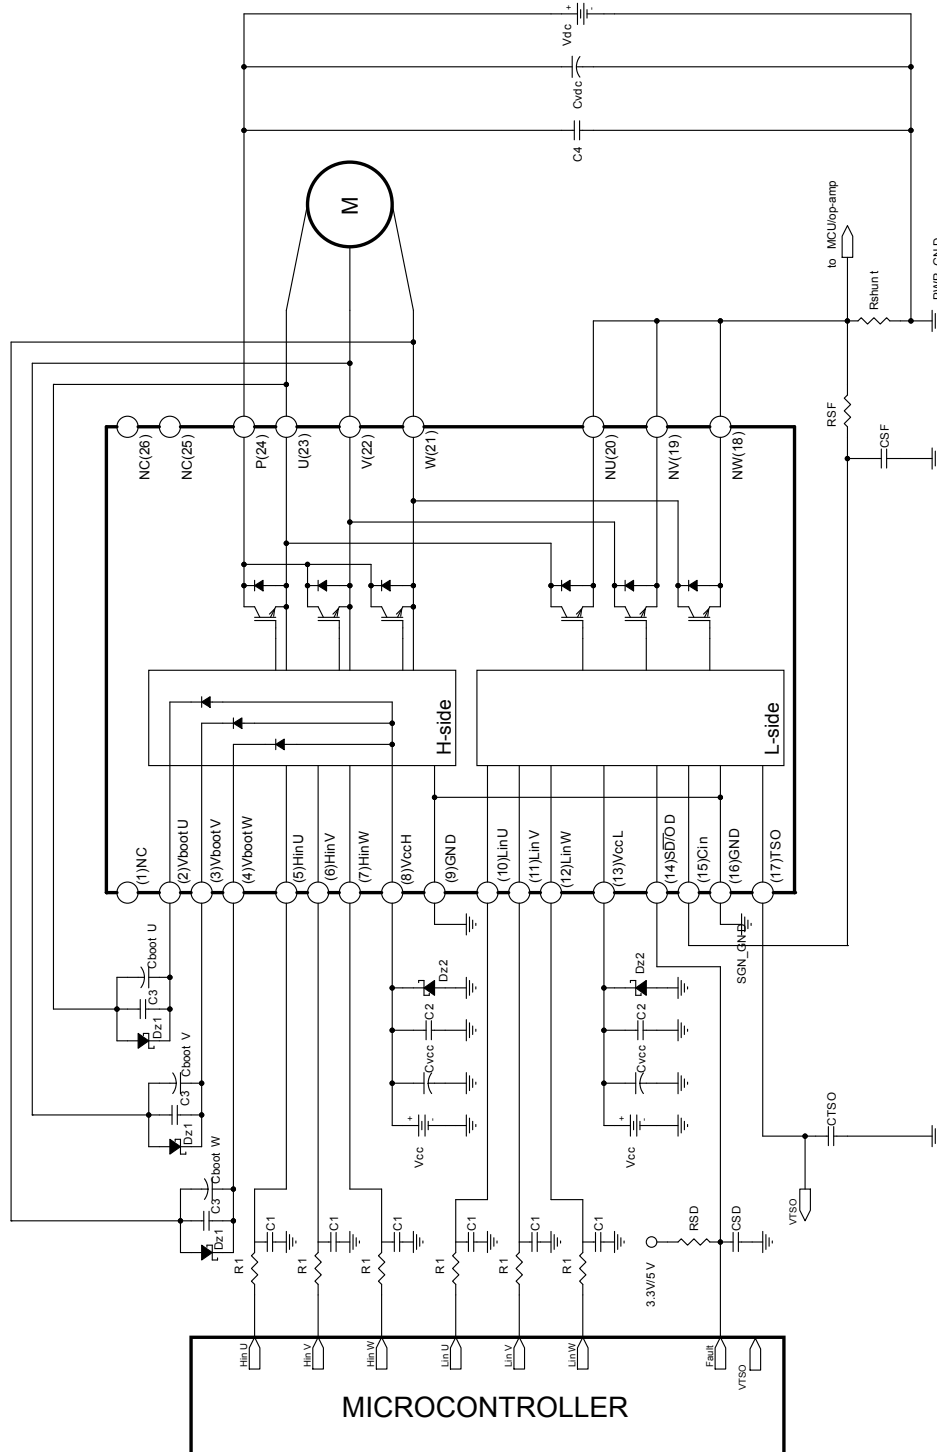 Vdc
+
-
Cvdc
C4
M
to MCU/op-amp
Rshunt
PWR_GND
RSF
CSF
NC(26)
NC(25)
P(24)
U(23)
V(22)
W(21)
NU(20)
NV(19)
NW(18)
H-side
L-side
(1)NC
(2)VbootU
(3)VbootV
(4)VbootW
(5)HinU
(6)HinV
(7)HinW
(8)VccH
(9)GND
(10)LinU
(11)LinV
(12)LinW
(13)VccL
(14)SD/OD
(15)Cin
(16)GND
(17)TSO
SGN_GND
Cboot U
C3
Dz1
Cboot V
C3
Dz1
Cboot W
C3
Dz1
Dz2
C2
Cvcc
+
-
Vcc
Dz2
C2
Cvcc
+
-
Vcc
CTSO
VTSO
R1
C1
R1
C1
R1
C1
R1
C1
R1
C1
R1
C1
3.3V/5V
RSD
CSD
Hin U
Hin V
Hin W
Lin U
Lin V
Lin W
Fault
VTSO
MICROCONTROLLER